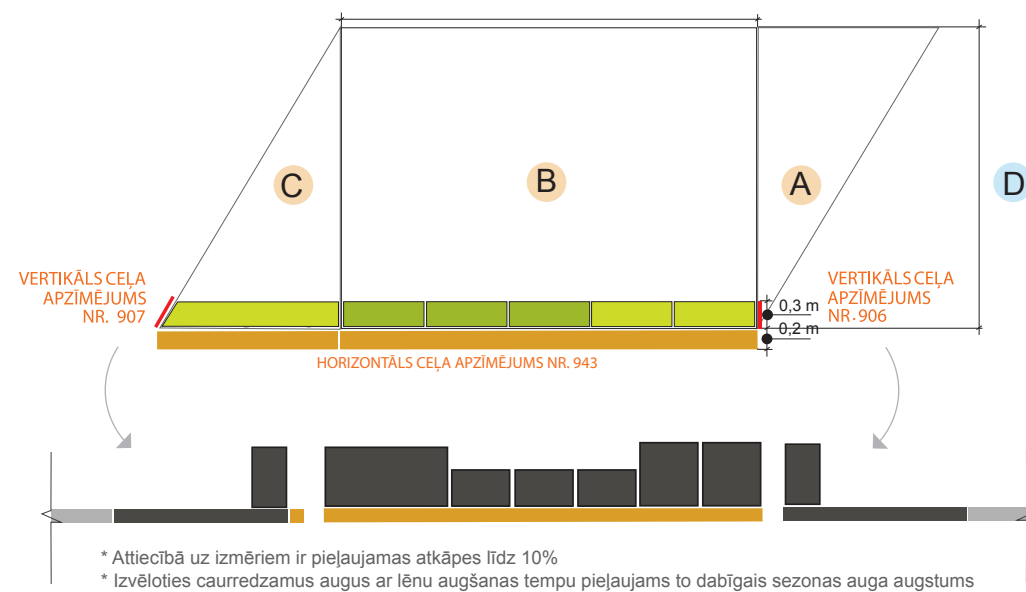 C
B
A
D
VERTIKĀLS CEĻA
APZĪMĒJUMS
NR. 907
VERTIKĀLS CEĻA
APZĪMĒJUMS
NR. 906
0,3 m
0,2 m
HORIZONTĀLS CEĻA APZĪMĒJUMS NR. 943
* Attiecībā uz izmēriem ir pieļaujamas atkāpes līdz 10%
* Izvēloties caurredzamus augus ar lēnu augšanas tempu pieļaujams to dabīgais sezonas auga augstums